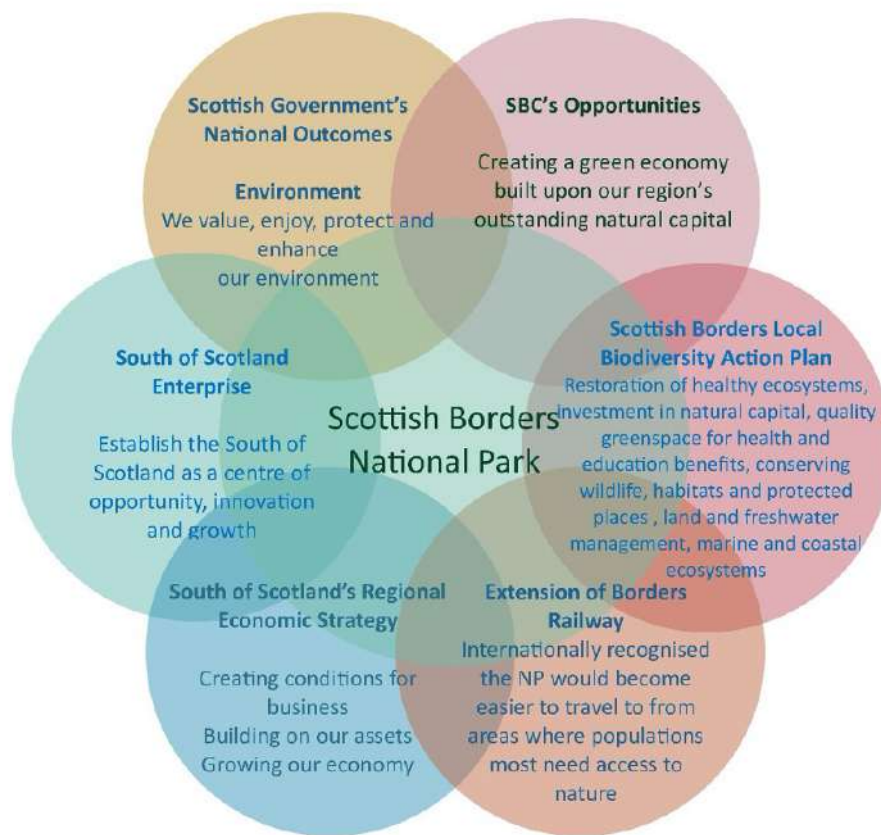 Scottish Government's
National Outcomes
Environment
We value, enjoy, protect and
enhance
our environment
SBC's Opportunities
Creating a green economy
built upon our region's
outstanding natural capital
South of Scotland
Enterprise
Establish the South of
Scotland as a centre of
opportunity, innovation
and growth
Scottish Borders
National Park
Scottish Borders Local
Biodiversity Action Plan
Restoration of healthy ecosystems,
investment in natural capital, quality
greenspace for health and
education benefits, conserving
wildlife, habitats and protected
places , land and freshwater
management, marine and coastal
ecosystems
South of Scotland's Regional
Economic Strategy
Creating conditions for
business
Building on our assets
Growing our economy
Extension of Borders
Railway
Internationally recognised
the NP would become
easier to travel to from
areas where populations
most need access to
nature